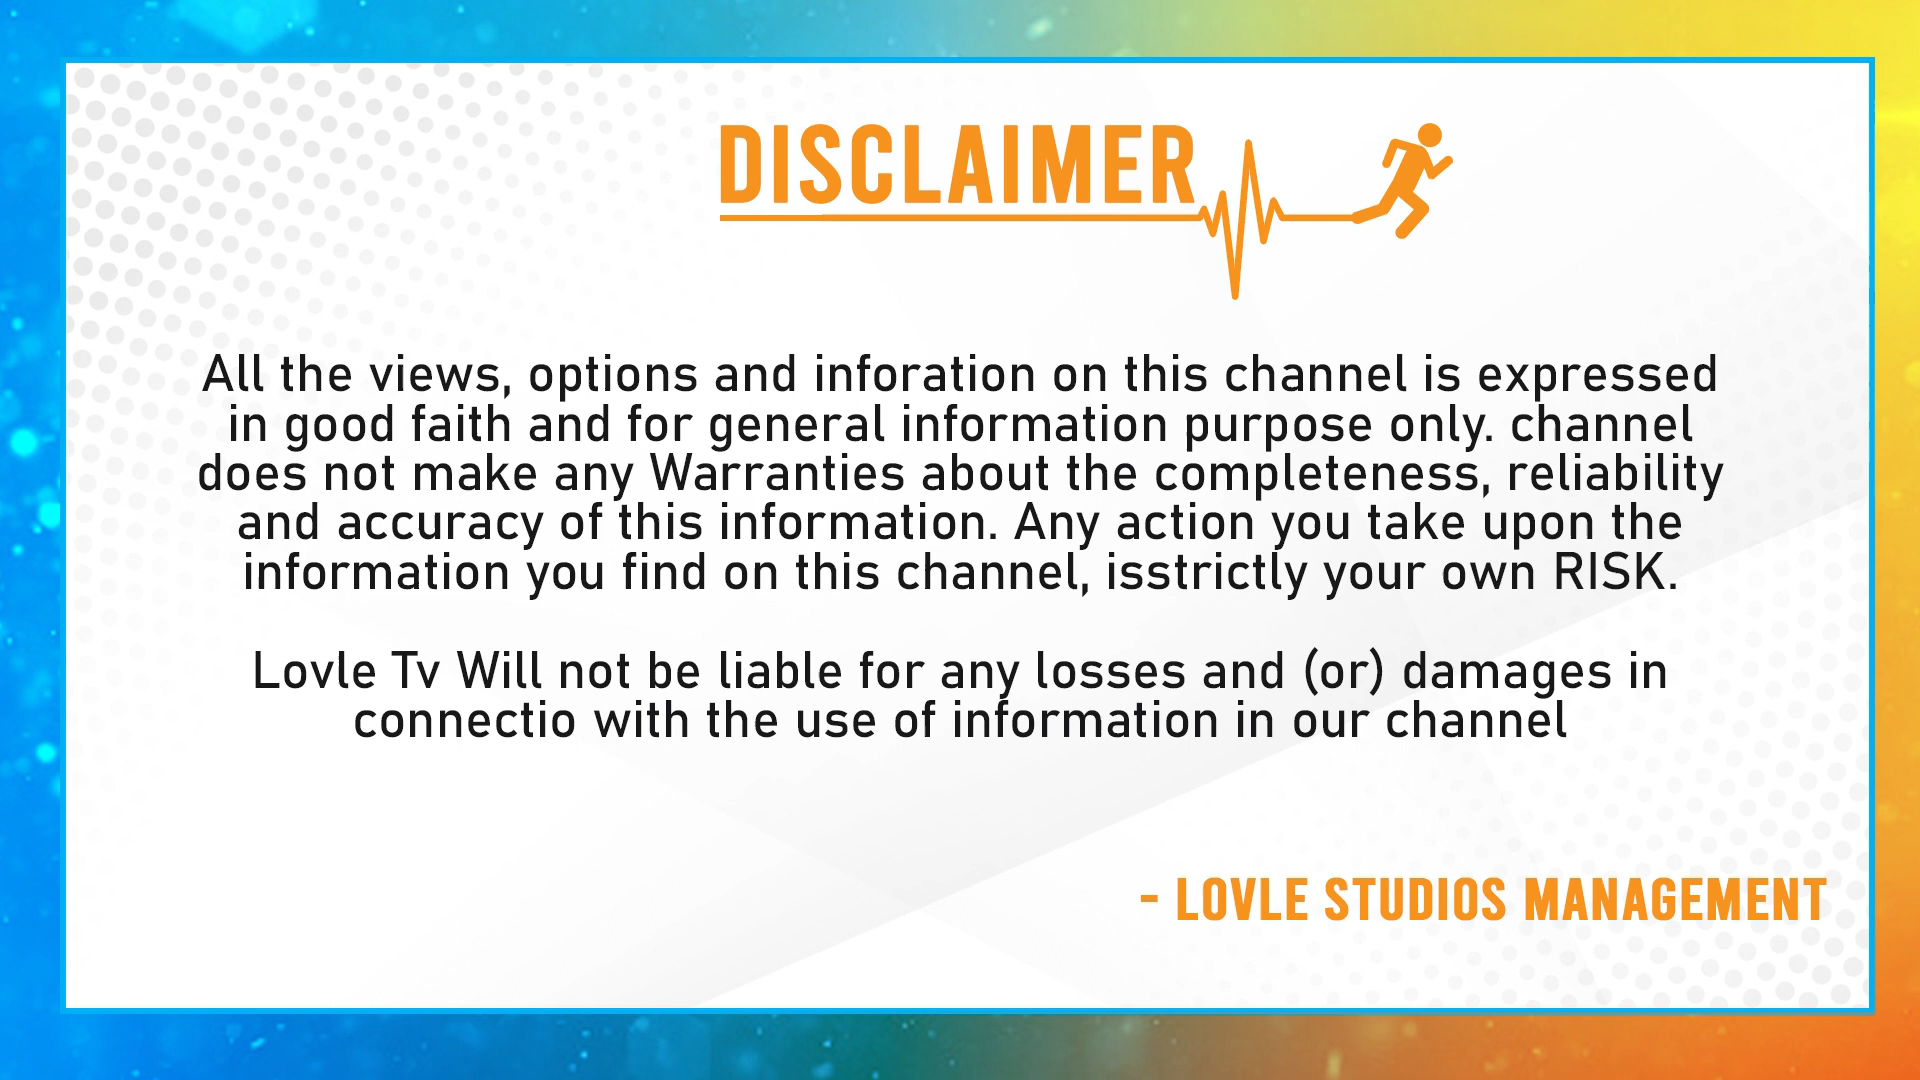 DISCLAIMER
All the views, options and inforation on this channel is expressed
in good faith and for general information purpose only. channel
does not make any Warranties about the completeness, reliability
and accuracy of this information. Any action you take upon the
information you find on this channel, isstrictly your own RISK.
Lovle Tv Will not be liable for any losses and (or) damages in
connectio with the use of information in our channel
- LOVLE STUDIOS MANAGEMENT